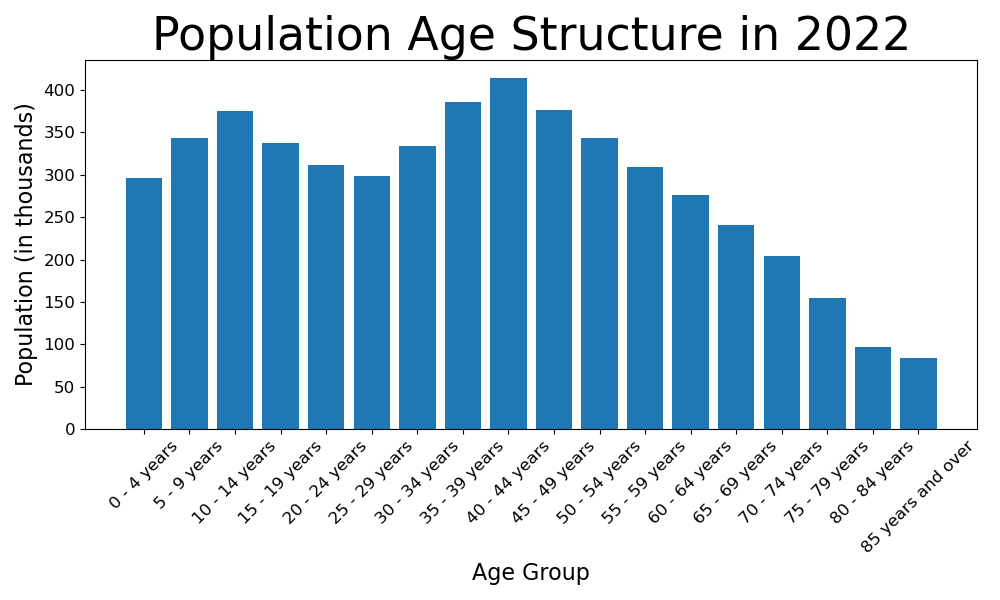 Population Age Structure in 2022
Population (in thousands)
400
350
300
250
200
150
100
50
0
0 - 4 years
5 - 9 years
10 - 14 years
15 - 19 years
20 - 24 years
25 - 29 years
30 - 34 years
35 - 39 years
40 - 44 years
45 - 49 years
50 - 54 years
55 - 59 years
60 - 64 years
65 - 69 years
70 - 74 years
75 - 79 years
80 - 84 years
85 years and over
Age Group